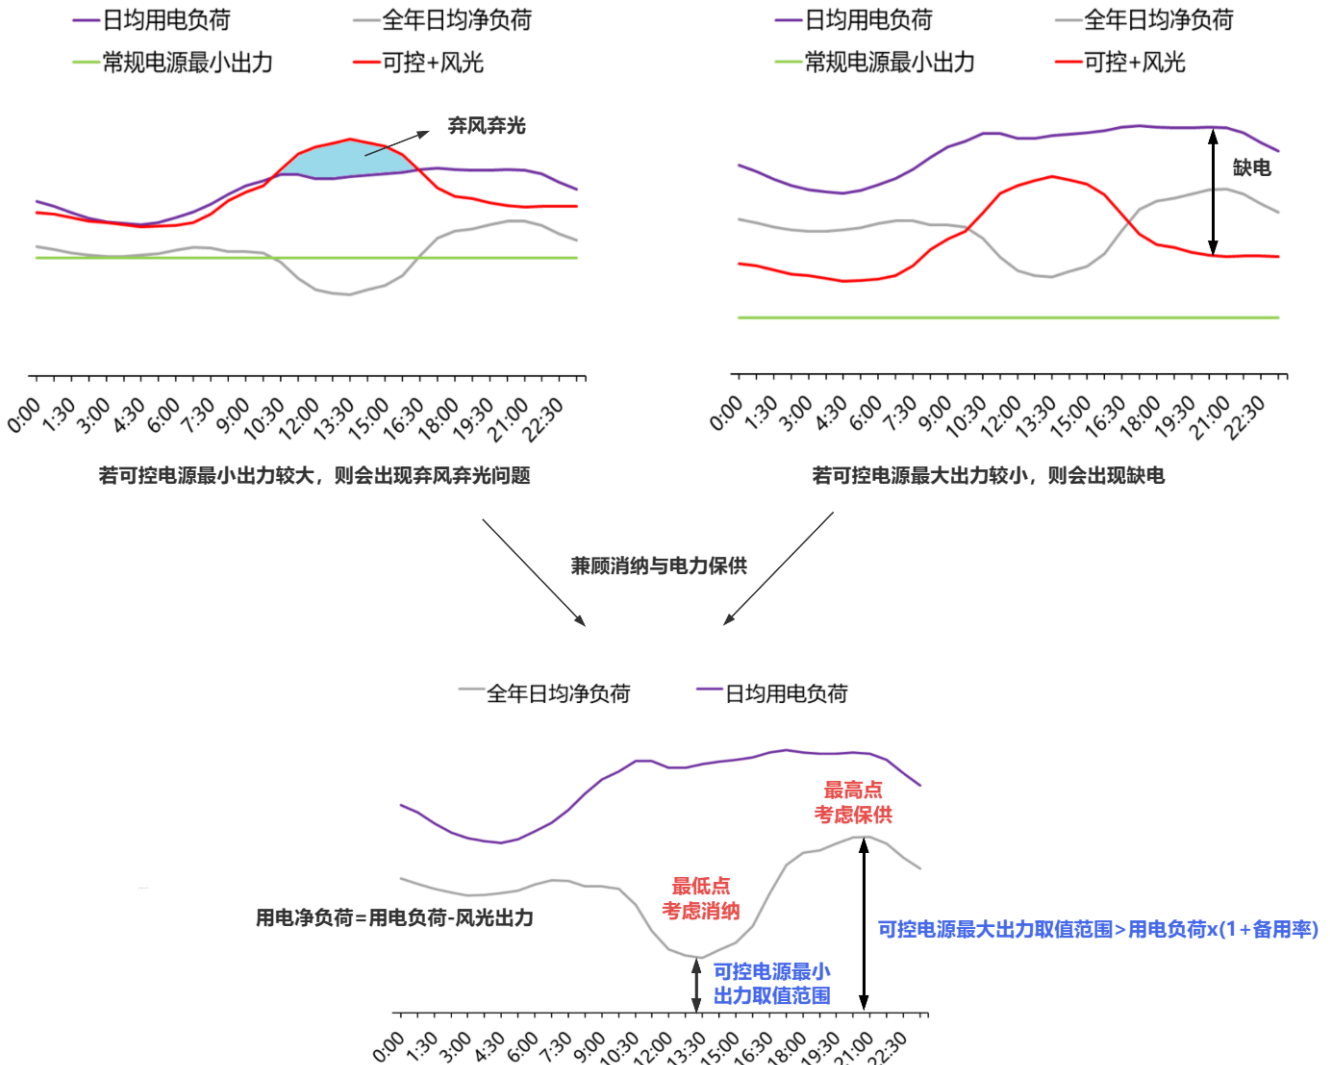 日均用电负荷
全年日均净负荷
常规电源最小出力
可控+风光
弃风弃光
0:00
1:30
3:00
4:30
6:00
7:30
9:00
10:30
12:00
13:30
15:00
16:30
18:00
19:30
21:00
22:30
若可控电源最小出力较大，则会出现弃风弃光问题
日均用电负荷
全年日均净负荷
常规电源最小出力
可控+风光
缺电
0:00
1:30
3:00
4:30
6:00
7:30
9:00
10:30
12:00
13:30
15:00
16:30
18:00
19:30
21:00
22:30
若可控电源最大出力较小，则会出现缺电
兼顾消纳与电力保供
全年日均净负荷
日均用电负荷
最高点
考虑保供
最低点
考虑消纳
用电净负荷=用电负荷-风光出力
可控电源最大出力取值范围>用电负荷x(1+备用率)
可控电源最小
出力取值范围
0:00
1:30
3:00
4:30
6:00
7:30
9:00
10:30
12:00
13:30
15:00
16:30
18:00
19:30
21:00
22:30